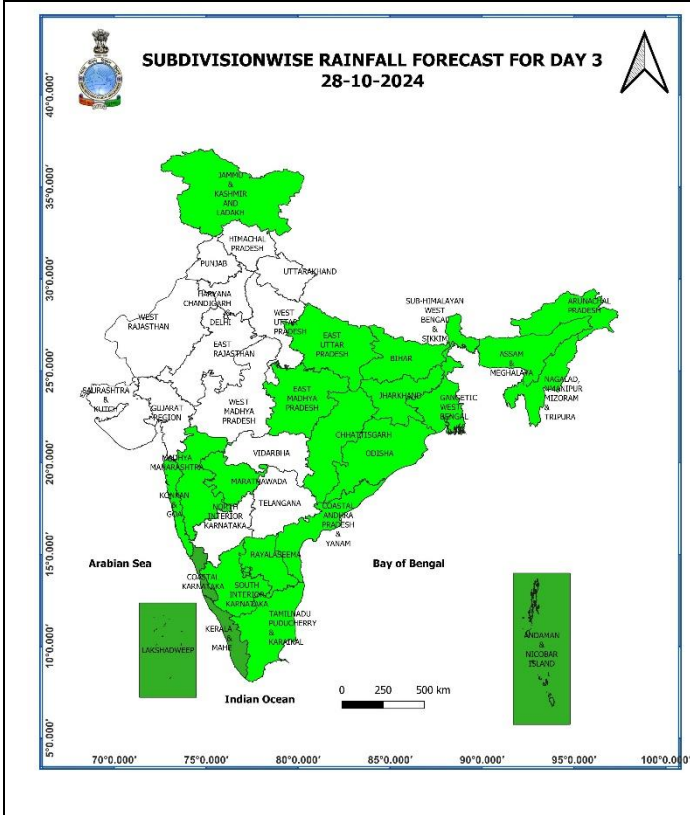 SUBDIVISIONWISE RAINFALL FORECAST FOR DAY 3
28-10-2024
40°0.000'
35°0.000'
30°0.000'
25°0.000'
20°0.000'
15°0.000'
10°0.000'
5°0.000'
JAMMU
&
KASHMIR
AND
LADAKH
HIMACHAL
PRADESH
PUNJAB
UTTARAKHAND
HARYANA
CHANDIGARH
&
DELHI
WEST
RAJASTHAN
WEST
UTTAR
PRADESH
EAST
RAJASTHAN
EAST
UTTAR
PRADESH
SUB-HIMALAYAN
WEST
BENGAL
&
SIKKIM
ARUNACHAL
PRADESH
BIHAR
ASSAM
&
MEGHALAYA
NAGALAD,
MANIPUR
MIZORAM
&
TRIPURA
SAURASHTRA
&
KUTCH
GUJARAT
REGION
WEST
MADHYA
PRADESH
EAST
MADHYA
PRADESH
JHARKHAND
GANGETIC
WEST
BENGAL
CHHATTISGARH
ODISHA
VIDARBHA
MADHYA
MAHARASHTRA
MARATHAWADA
KONKAN
&
GOA
NORTH
INTERIOR
KARNATAKA
TELANGANA
COASTAL
ANDHRA
PRADESH
&
YANAM
RAYALASEEMA
Arabian Sea
Bay of Bengal
COASTAL
KARNATAKA
SOUTH
INTERIOR
KARNATAKA
TAMILNADU
PUDUCHERRY
&
KARAIKAL
KERALA
&
MAHE
LAKSHADWEEP
ANDAMAN
&
NICOBAR
ISLAND
Indian Ocean
0 250 500 km
70°0.000' 75°0.000' 80°0.000' 85°0.000' 90°0.000' 95°0.000' 100°0.000'